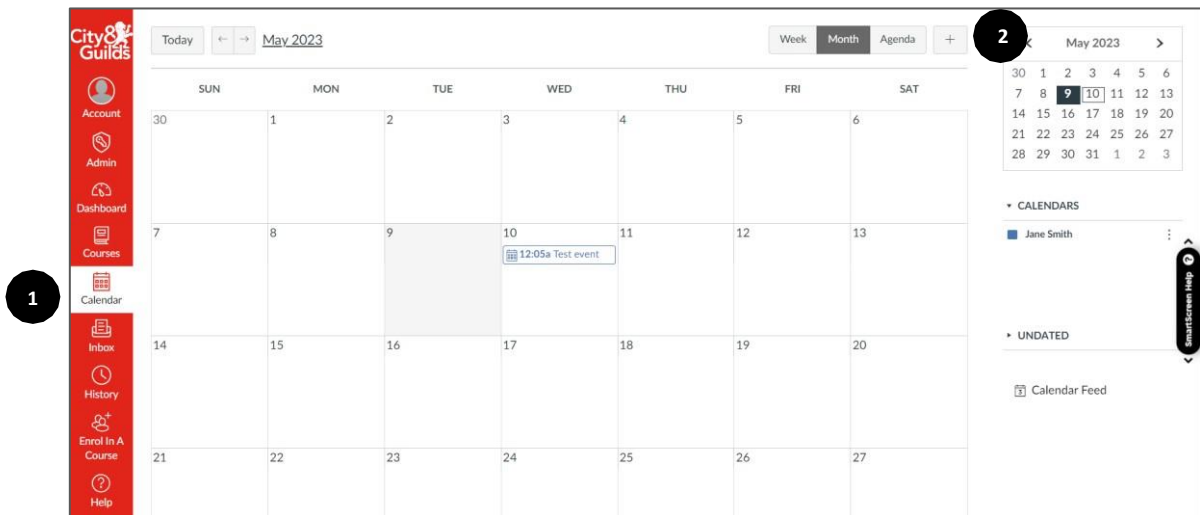 City&
Guilds
Account
Admin
Dashboard
Courses
1
Calendar
Inbox
History
Enrol In A
Course
Help
Today ← → May 2023 Week Month Agenda +
SUN MON TUE WED THU FRI SAT
30 1 2 3 4 5 6
7 8 9 10 11 12 13
12:05a Test event
14 15 16 17 18 19 20
21 22 23 24 25 26 27
2
May 2023 >
30 1 2 3 4 5 6
7 8 9 10 11 12 13
14 15 16 17 18 19 20
21 22 23 24 25 26 27
28 29 30 31 1 2 3
CALENDARS
Jane Smith
UNDATED
Calendar Feed
SmartScreen Help ?